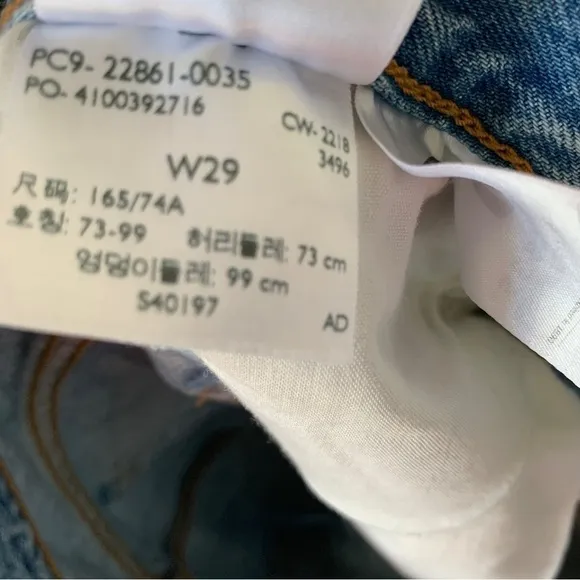 PC9- 22861-0035
PO- 4100392716
CW- 2218
3496
W29
尺码: 165/74A
호칭: 73-99 허리둘레: 73 cm
엉덩이둘레: 99 cm
S40197
AD